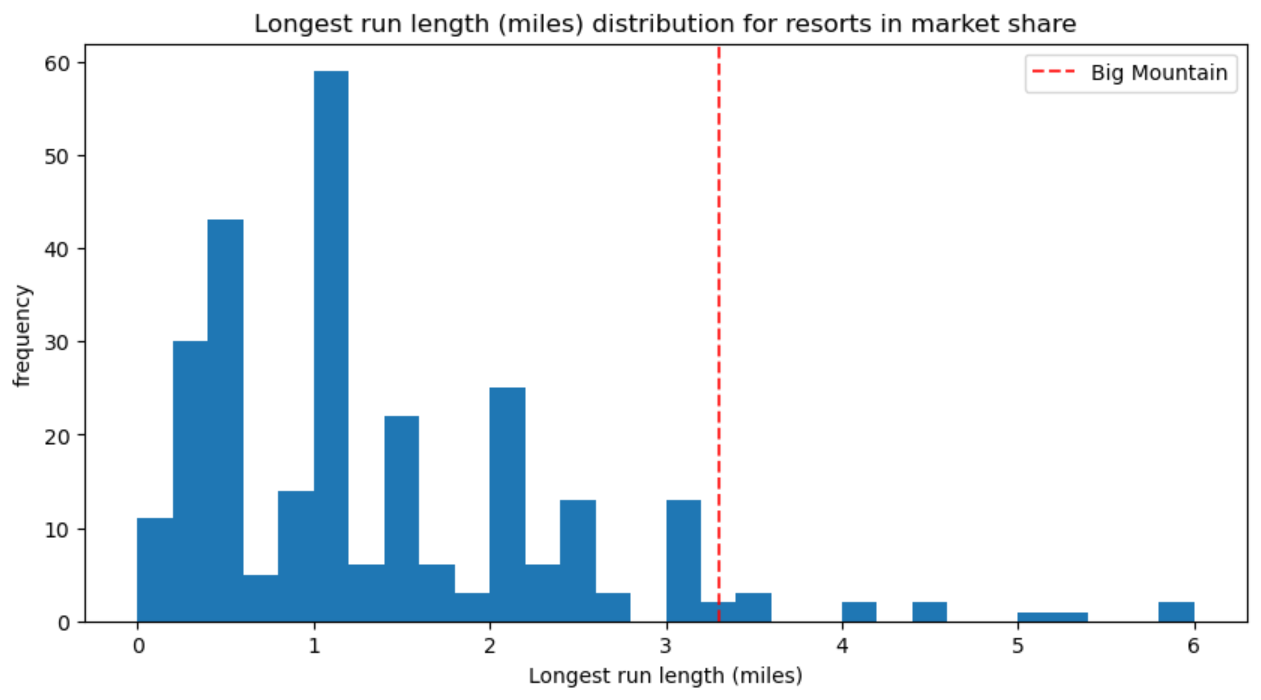 Longest run length (miles) distribution for resorts in market share
Big Mountain
60
50
40
30
20
10
0
frequency
0 1 2 3 4 5 6
Longest run length (miles)